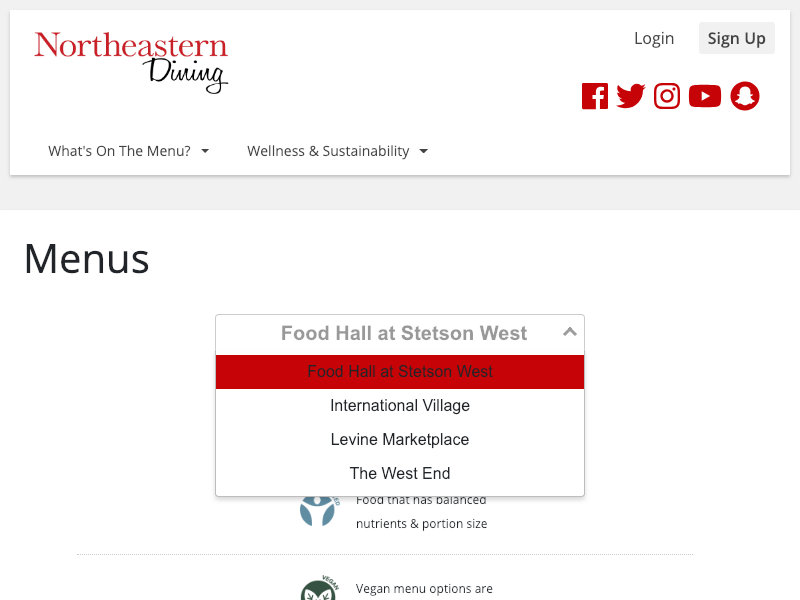 Northeastern
Dining
Login
Sign Up
What's On The Menu?
Wellness & Sustainability
Menus
Food Hall at Stetson West
Food Hall at Stetson West
International Village
Levine Marketplace
The West End
Food that has balanced
nutrients & portion size
VEGAN
Vegan menu options are